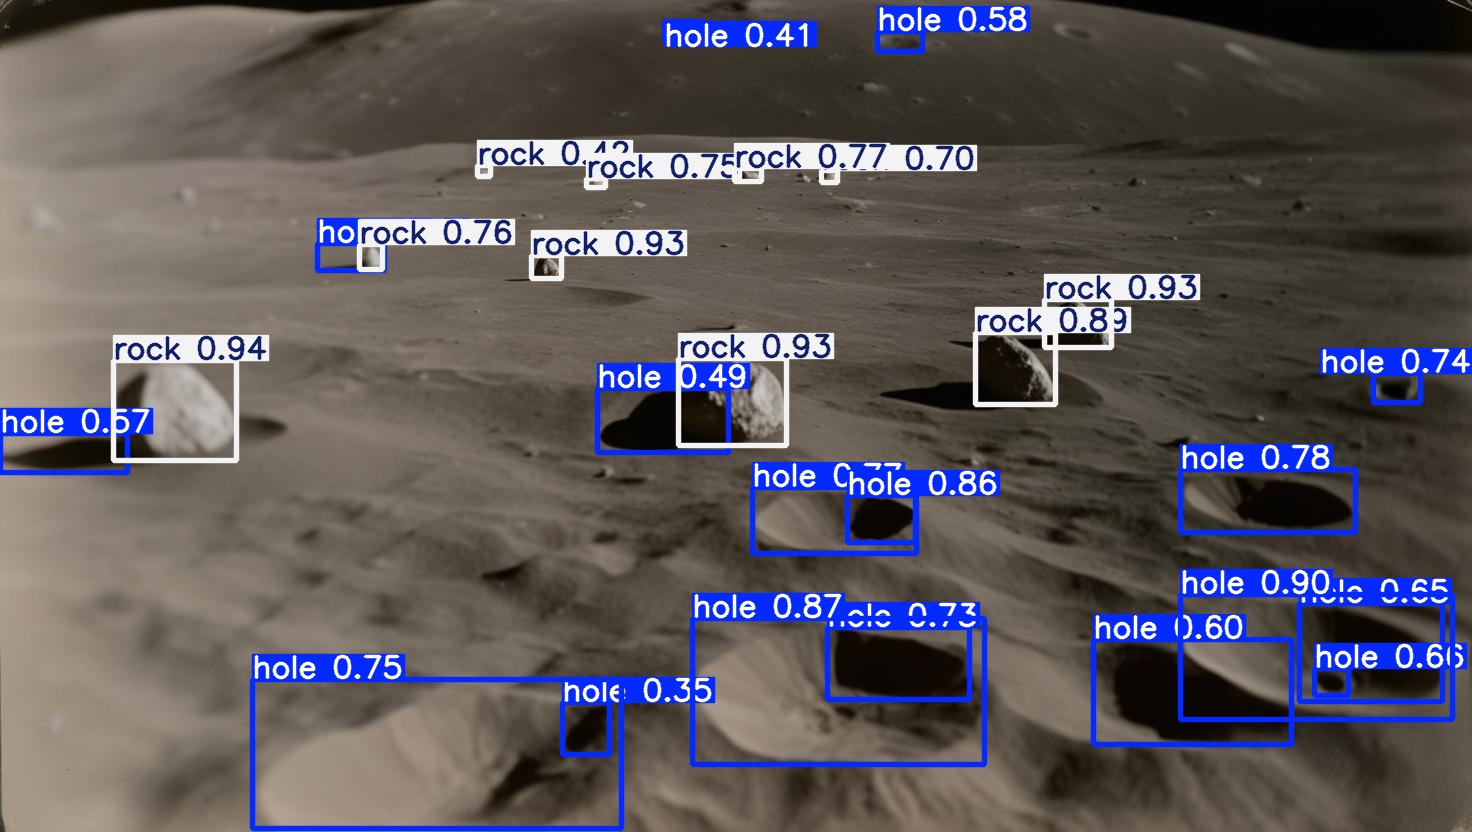 hole 0.58
hole 0.41
rock 0.42
rock 0.75
rock 0.77
0.70
ho
rock 0.76
rock 0.93
rock 0.93
rock 0.89
rock 0.94
rock 0.93
hole 0.74
hole 0.49
hole 0.57
hole 0.78
hole 0.77
hole 0.86
hole 0.90
hole 0.65
hole 0.87
hole 0.73
hole 0.60
hole 0.66
hole 0.75
hole 0.35